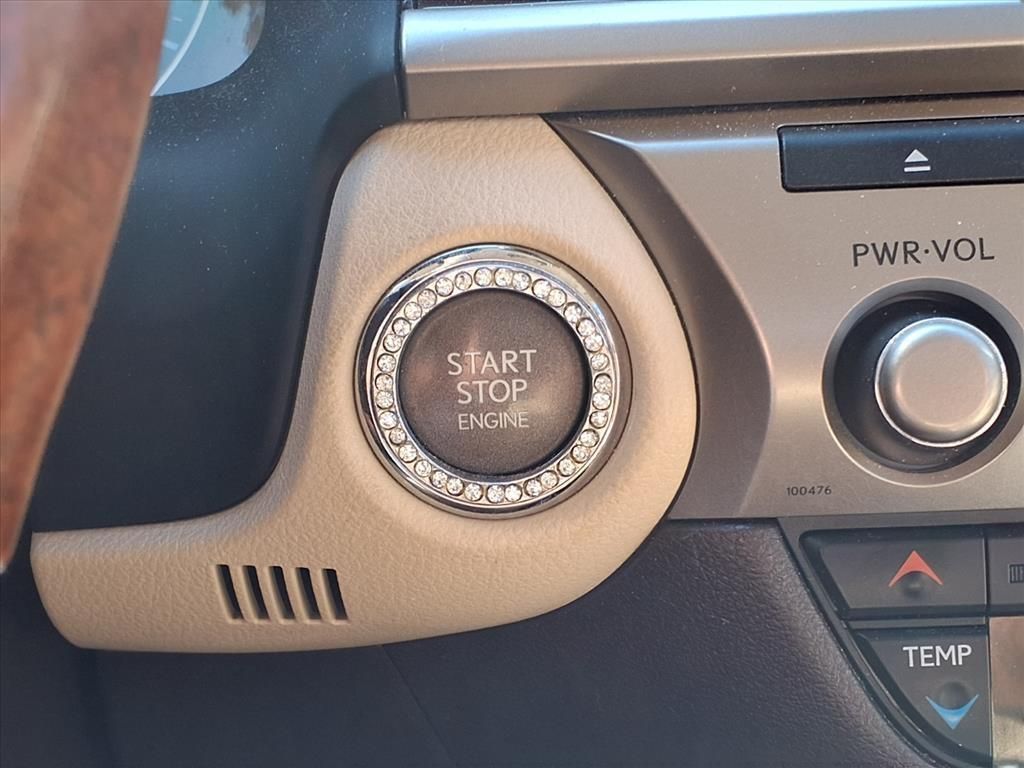 PWR·VOL
START
STOP
ENGINE
100476
TEMP